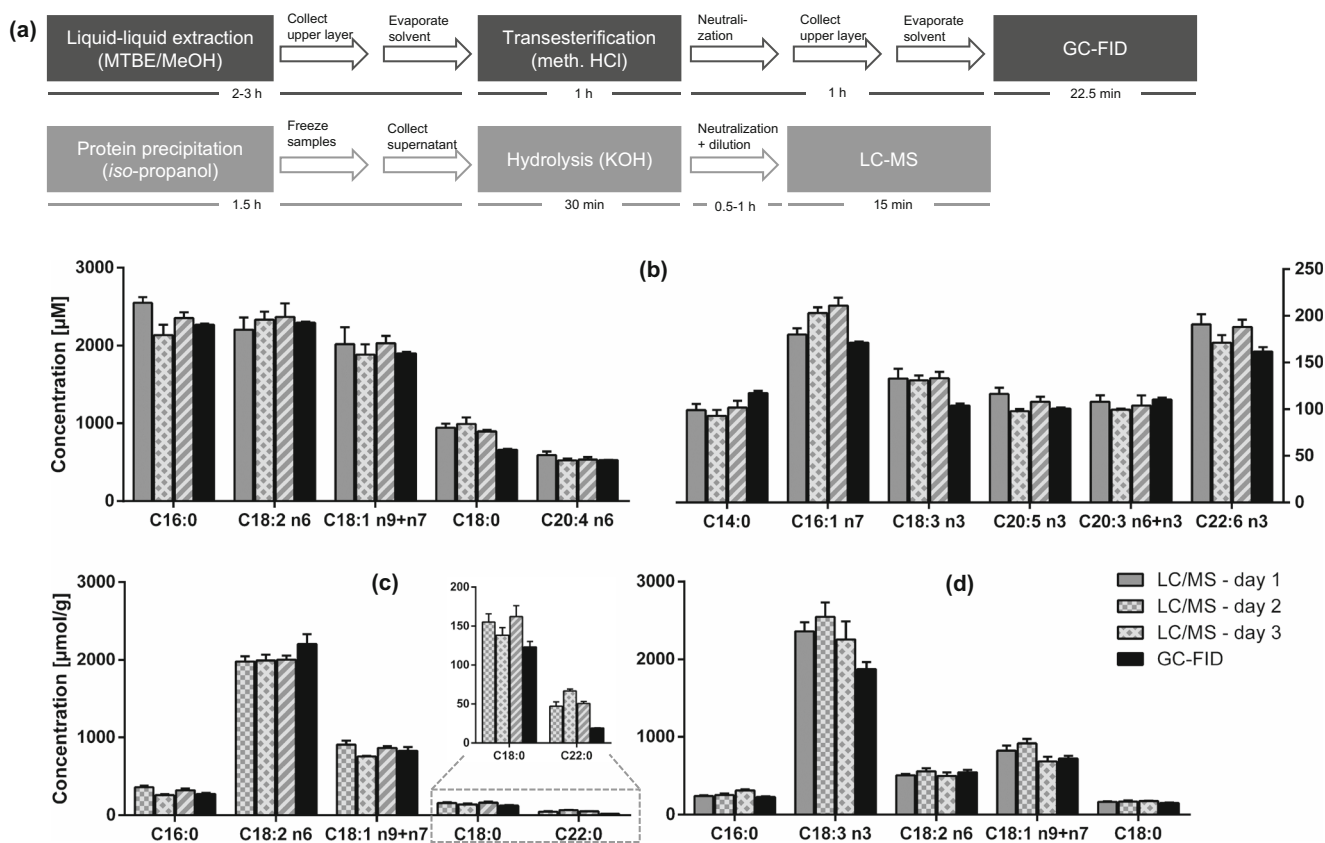 (a)
Liquid-liquid extraction
(MTBE/MeOH)
Collect
upper layer
Evaporate
solvent
Transesterification
(meth. HCl)
Neutrali-
zation
Collect
upper layer
Evaporate
solvent
GC-FID
2-3 h
1 h
1 h
22.5 min
Protein precipitation
(iso-propanol)
Freeze
samples
Collect
supernatant
Hydrolysis (KOH)
Neutralization
+ dilution
LC-MS
1.5 h
30 min
0.5-1 h
15 min
(b)
Concentration [µM]
3000
2000
1000
0
C16:0 C18:2 n6 C18:1 n9+n7 C18:0 C20:4 n6
250
200
150
100
50
0
C14:0 C16:1 n7 C18:3 n3 C20:5 n3 C20:3 n6+n3 C22:6 n3
(c)
Concentration [µmol/g]
3000
2000
1000
0
C16:0 C18:2 n6 C18:1 n9+n7 C18:0 C22:0
200
150
100
50
0
C18:0 C22:0
(d)
3000
2000
1000
0
C16:0 C18:3 n3 C18:2 n6 C18:1 n9+n7 C18:0
LC/MS - day 1
LC/MS - day 2
LC/MS - day 3
GC-FID